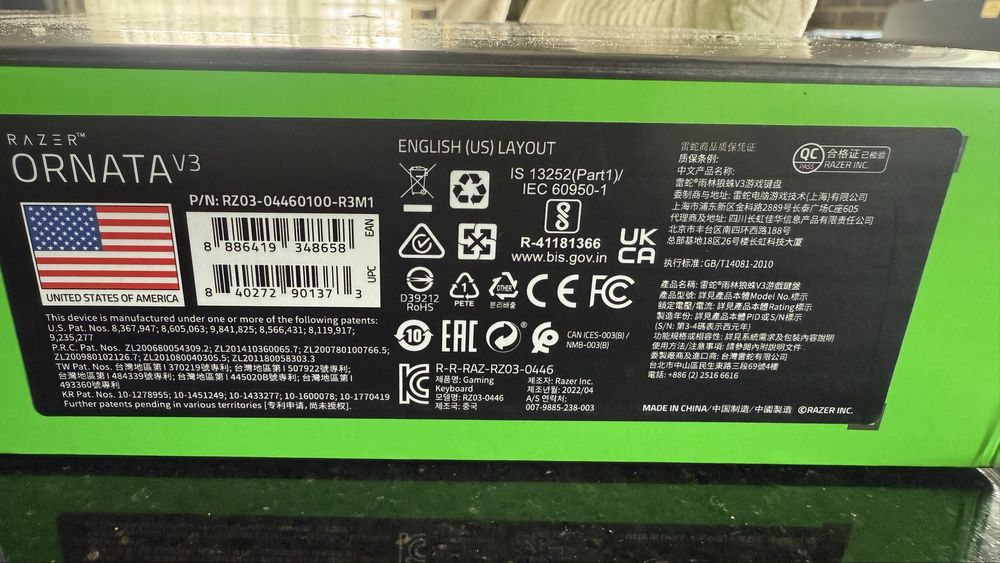 RAZER™
ORNATA V3
P/N: RZ03-04460100-R3M1
UNITED STATES OF AMERICA
8 886419 348658
EAN
8 40272 90137 3
UPC
This device is manufactured under one or more of the following patents:
U.S. Pat. Nos. 8,367,947; 8,605,063; 9,841,825; 8,566,431; 8,119,917;
9,235,277
P.R.C. Pat. Nos. ZL200680054309.2; ZL201410360065.7; ZL200780100766.5;
ZL200980102126.7; ZL201080040305.5; ZL201180058303.3
TW Pat. Nos. 台灣地區第I 370219號專利; 台灣地區第I 507922號專利;
台灣地區第I 484339號專利; 台灣地區第I 445020B號專利; 台灣地區第I
493360號專利
KR Pat. Nos. 10-1278955; 10-1451249; 10-1433277; 10-1600078; 10-1770419
Further patents pending in various territories [专利申请, 尚未授权].
ENGLISH (US) LAYOUT
IS 13252(Part1)/
IEC 60950-1
R-41181366
www.bis.gov.in
UK
CA
D39212
RoHS
1
PETE
OTHER
분리배출
CE
FC
10
EAC
CAN ICES-003(B) /
NMB-003(B)
R-R-RAZ-RZ03-0446
제품명: Gaming
Keyboard
모델명: RZ03-0446
제조국: 중국
제조자: Razer Inc.
제조년월: 2022/04
A/S 연락처:
007-9885-238-003
雷蛇商品质保凭证
质保条例:
中文产品名称:
雷蛇®雨林狼蛛V3游戏键盘
委制商与地址: 雷蛇电脑游戏技术(上海)有限公司
上海市浦东新区金科路2889号长泰广场C座605
代理商及地址: 四川长虹佳华信息产品有限责任公司
北京市丰台区南四环西路188号
总部基地18区26号楼长虹科技大厦
QC
PASS
合格证 已检验
RAZER INC.
执行标准: GB/T14081-2010
產品名稱: 雷蛇®雨林狼蛛V3游戲鍵盤
產品型號: 詳見產品本體Model No.標示
額定電壓/電流: 詳見產品本體Rating標示
製造年份: 詳見產品本體PID或S/N標示
(S/N: 第3-4碼表示西元年)
功能規格或相容性: 詳見系統需求及包裝內容說明
使用方法/注意事項: 請參閱內附說明文件
委製廠商及進口商: 台灣雷蛇有限公司
台北市中山區民生東路三段69號4樓
電話: +886 (2) 2516 6616
MADE IN CHINA/中国制造/中國製造 ©RAZER INC.